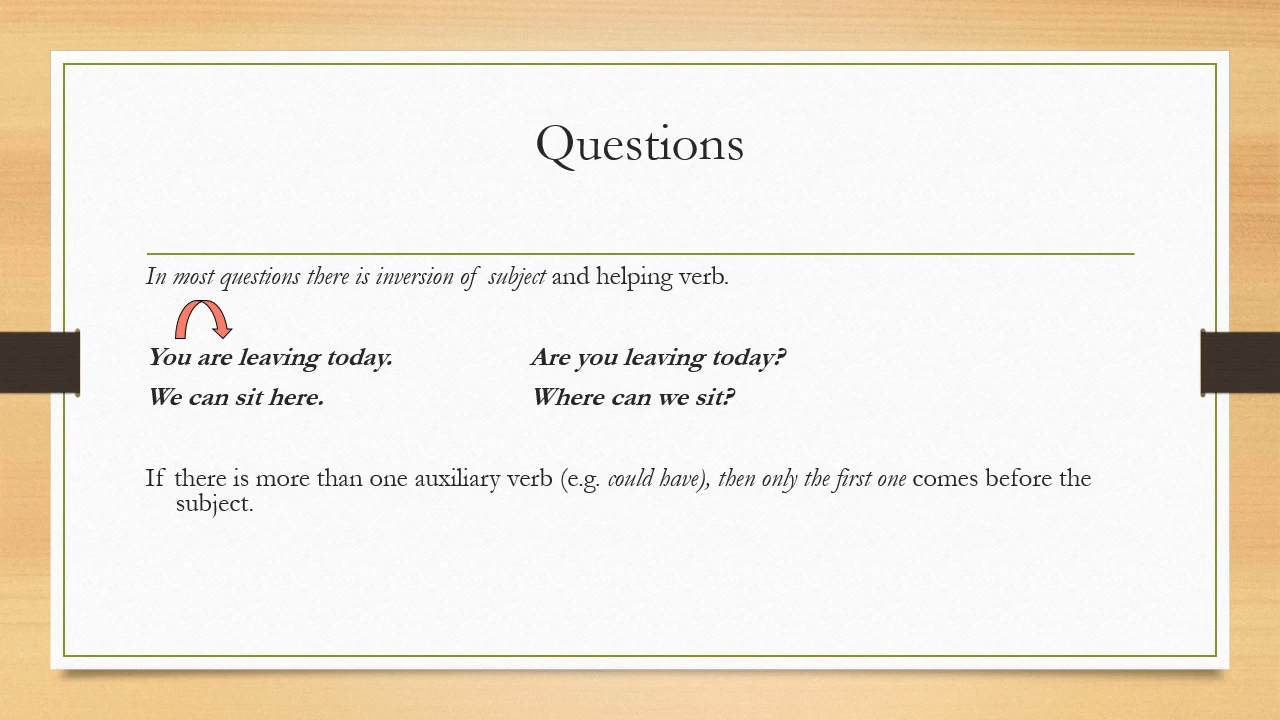 Questions
In most questions there is inversion of subject and helping verb.
You are leaving today. Are you leaving today?
We can sit here. Where can we sit?
If there is more than one auxiliary verb (e.g. could have), then only the first one comes before the
subject.